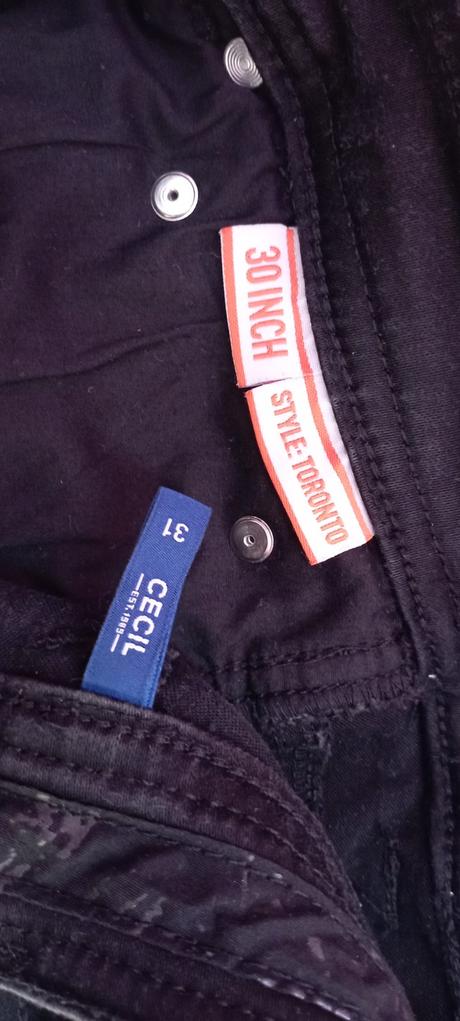 30 INCH
STYLE: TORONTO
31
CECIL
—EST. 1989—